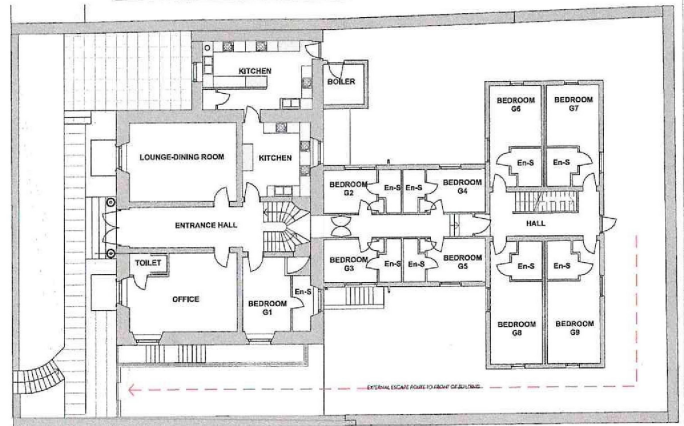 KITCHEN
BOILER
BEDROOM
G6
BEDROOM
G7
LOUNGE-DINING ROOM
KITCHEN
En-S
En-S
BEDROOM
G2
En-S
En-S
BEDROOM
G4
ENTRANCE HALL
HALL
TOILET
BEDROOM
G3
En-S
En-S
BEDROOM
G5
En-S
En-S
OFFICE
BEDROOM
G1
En-S
BEDROOM
G8
BEDROOM
G9
EXTERNAL ESCAPE ROUTE TO FRONT OF BUILDING